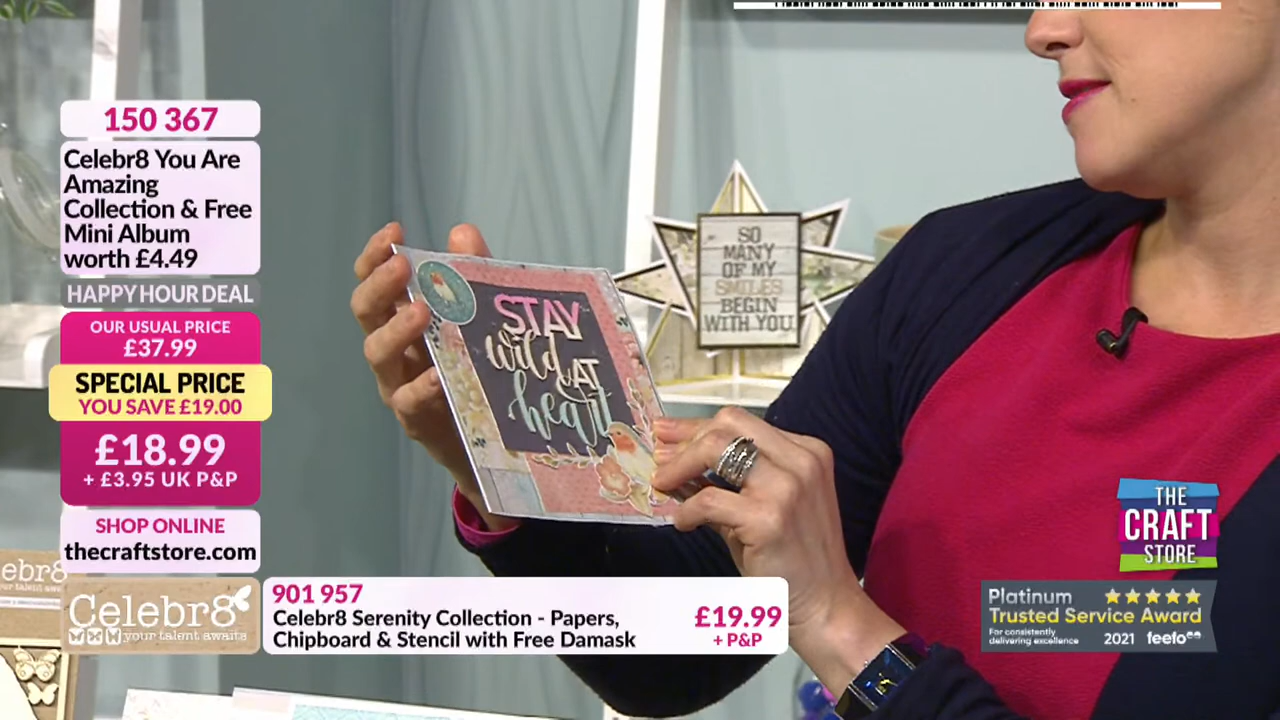 150 367
Celebr8 You Are
Amazing
Collection & Free
Mini Album
worth £4.49
HAPPY HOUR DEAL
OUR USUAL PRICE
£37.99
SPECIAL PRICE
YOU SAVE £19.00
£18.99
+ £3.95 UK P&P
SHOP ONLINE
thecraftstore.com
Celebr8
your talent awaits
901 957
Celebr8 Serenity Collection - Papers,
Chipboard & Stencil with Free Damask
£19.99
+ P&P
STAY
wild
AT
heart
SO
MANY
OF MY
SMILES
BEGIN
WITH YOU
THE
CRAFT
STORE
Platinum
Trusted Service Award
For consistently
delivering excellence
2021 feefo